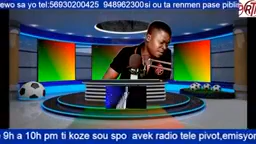 ewo sa yo tel:56930200425 948962300si ou ta renmen pase piblis
9h a 10h pm ti koze sou spo avek radio tele pivot,emisyon